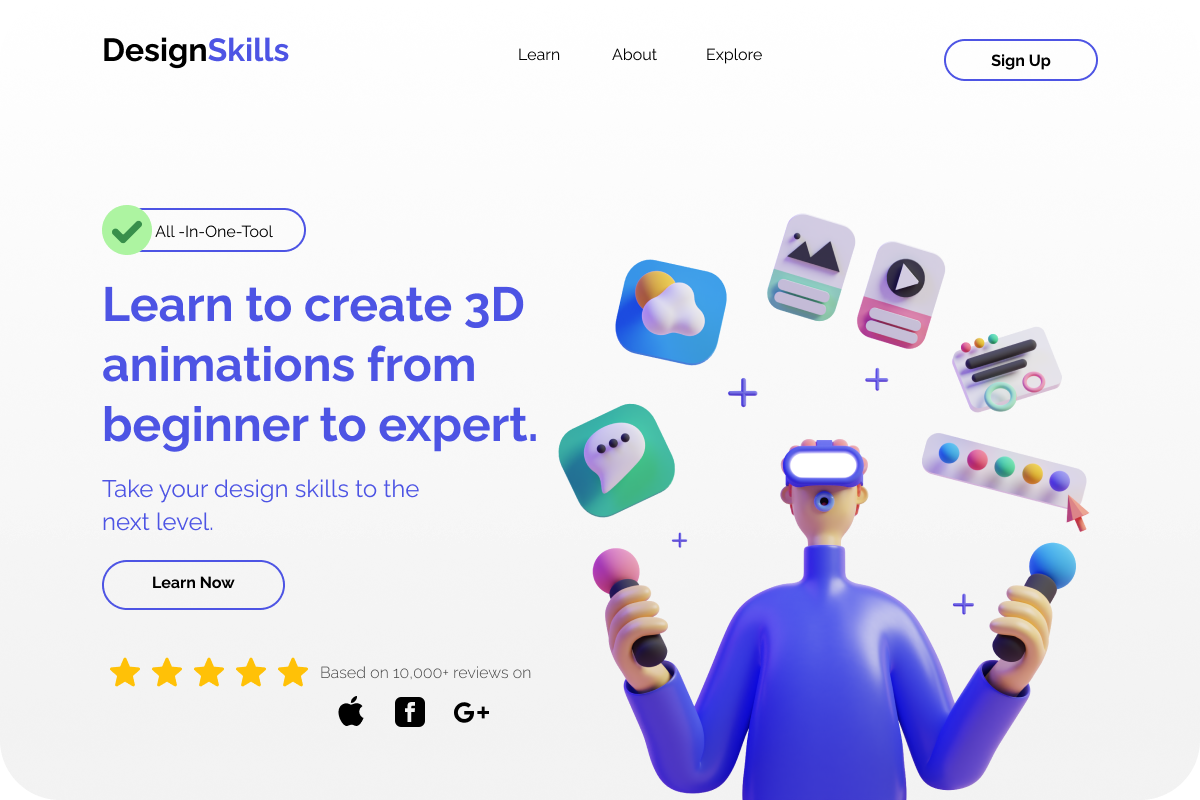 DesignSkills
Learn About Explore
Sign Up
All -In-One-Tool
Learn to create 3D
animations from
beginner to expert.
Take your design skills to the
next level.
Learn Now
Based on 10,000+ reviews on
f G+